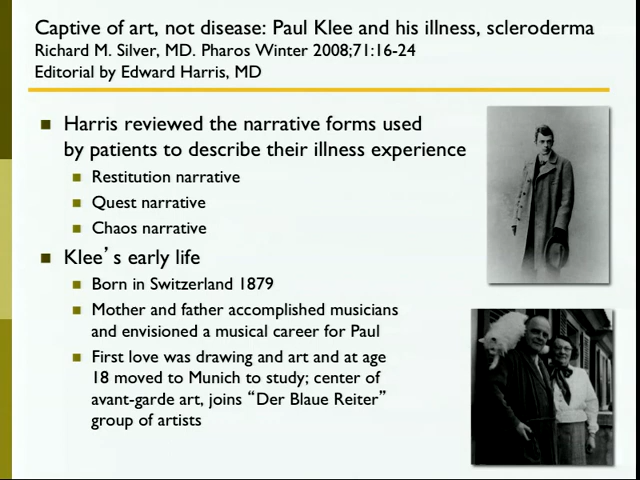 Captive of art, not disease: Paul Klee and his illness, scleroderma
Richard M. Silver, MD. Pharos Winter 2008;71:16-24
Editorial by Edward Harris, MD
Harris reviewed the narrative forms used
by patients to describe their illness experience
Restitution narrative
Quest narrative
Chaos narrative
Klee’s early life
Born in Switzerland 1879
Mother and father accomplished musicians
and envisioned a musical career for Paul
First love was drawing and art and at age
18 moved to Munich to study; center of
avant-garde art, joins “Der Blaue Reiter”
group of artists